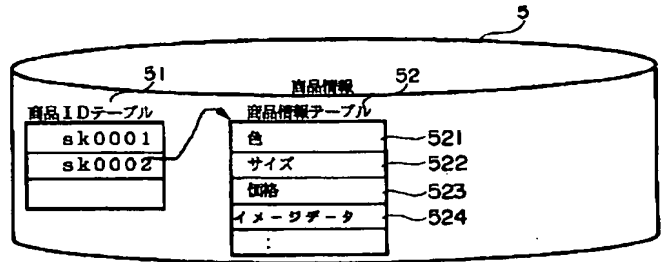 5
商品情報
51
52
商品IDテーブル
商品情報テーブル
sk0001
sk0002
色
サイズ
価格
イメージデータ
:
521
522
523
524